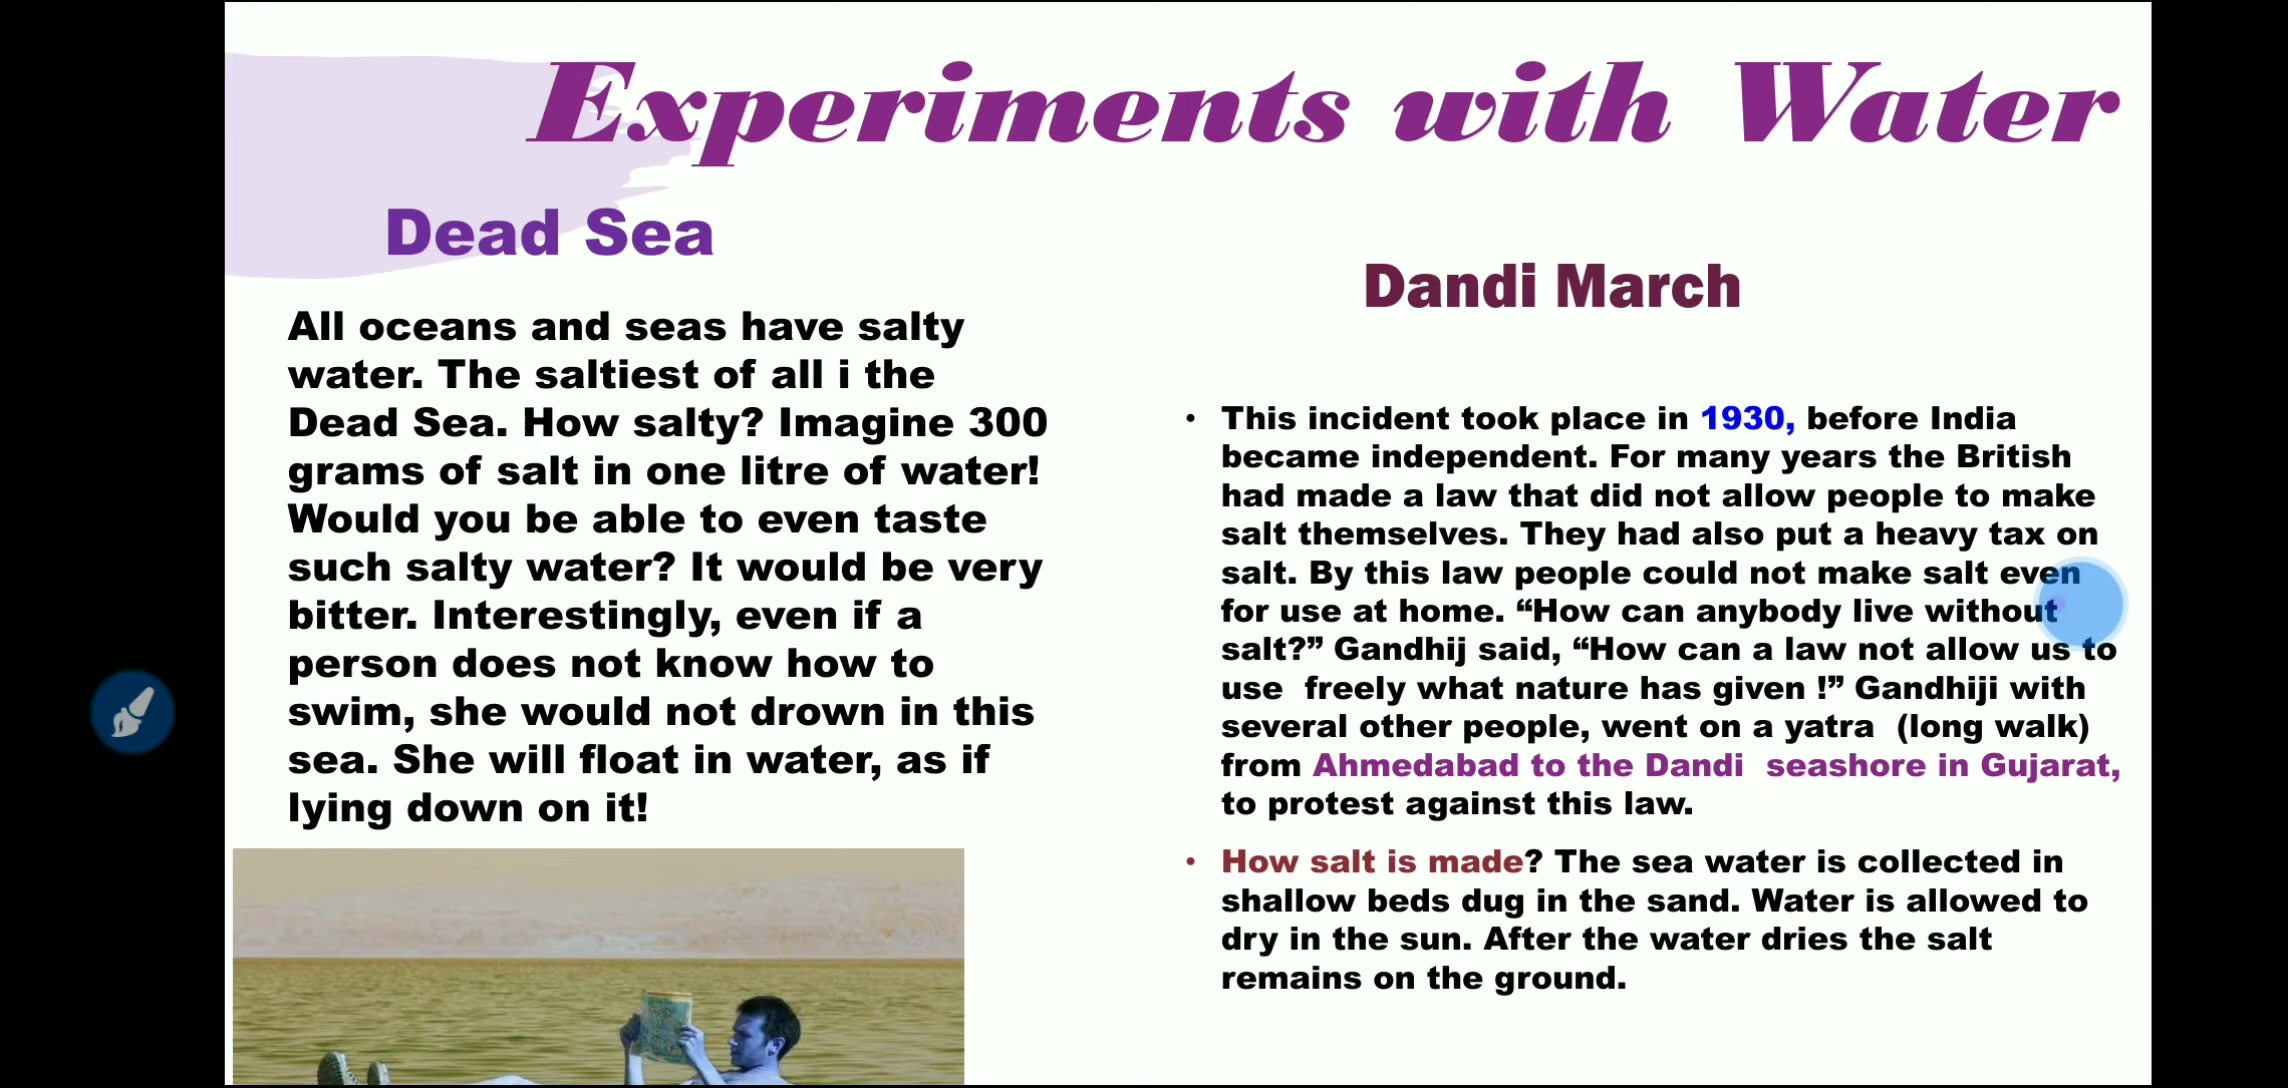 Experiments with Water
Dead Sea
All oceans and seas have salty
water. The saltiest of all i the
Dead Sea. How salty? Imagine 300
grams of salt in one litre of water!
Would you be able to even taste
such salty water? It would be very
bitter. Interestingly, even if a
person does not know how to
swim, she would not drown in this
sea. She will float in water, as if
lying down on it!
Dandi March
• This incident took place in 1930, before India
became independent. For many years the British
had made a law that did not allow people to make
salt themselves. They had also put a heavy tax on
salt. By this law people could not make salt even
for use at home. “How can anybody live without
salt?” Gandhij said, “How can a law not allow us to
use freely what nature has given !” Gandhiji with
several other people, went on a yatra (long walk)
from Ahmedabad to the Dandi seashore in Gujarat,
to protest against this law.
• How salt is made? The sea water is collected in
shallow beds dug in the sand. Water is allowed to
dry in the sun. After the water dries the salt
remains on the ground.